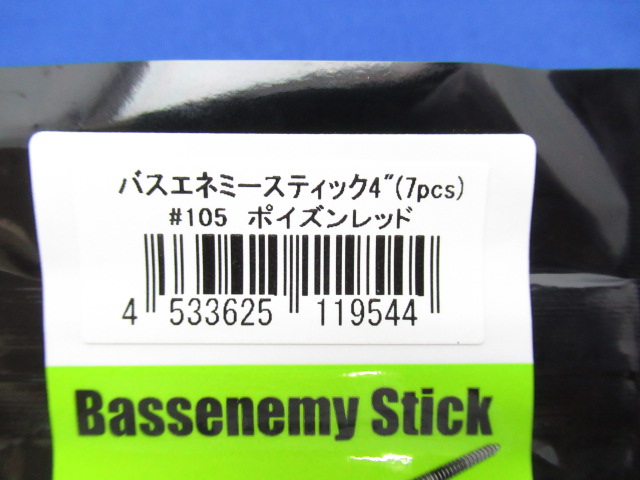 バスエネミースティック4"(7pcs)
#105 ポイズンレッド
4 533625 119544
Bassenemy Stick